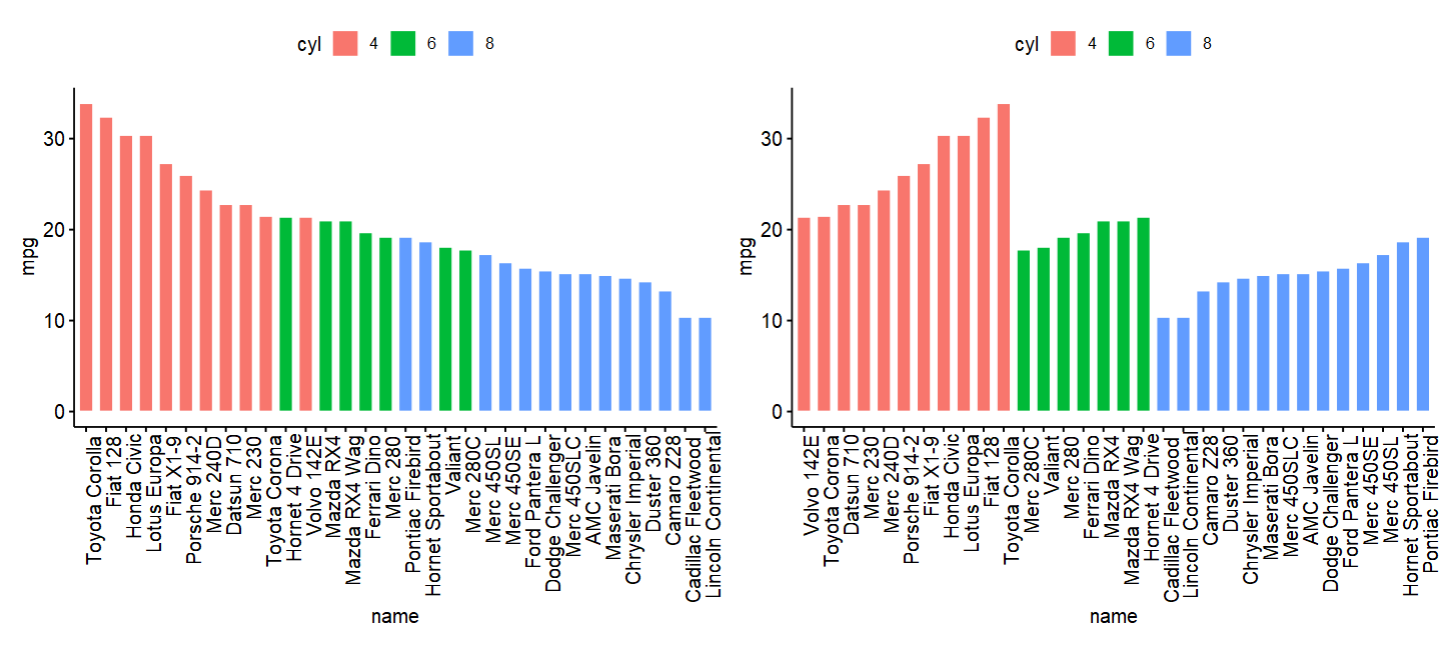 cyl 4 6 8
30
20
10
0
mpg
Toyota Corolla
Fiat 128
Honda Civic
Lotus Europa
Fiat X1-9
Porsche 914-2
Merc 240D
Datsun 710
Merc 230
Toyota Corona
Hornet 4 Drive
Volvo 142E
Mazda RX4
Mazda RX4 Wag
Ferrari Dino
Merc 280
Pontiac Firebird
Hornet Sportabout
Valiant
Merc 280C
Merc 450SL
Merc 450SE
Ford Pantera L
Dodge Challenger
Merc 450SLC
AMC Javelin
Maserati Bora
Chrysler Imperial
Duster 360
Camaro Z28
Cadillac Fleetwood
Lincoln Continental
name
cyl 4 6 8
30
20
10
0
mpg
Volvo 142E
Toyota Corona
Datsun 710
Merc 230
Merc 240D
Porsche 914-2
Fiat X1-9
Honda Civic
Lotus Europa
Fiat 128
Toyota Corolla
Merc 280C
Valiant
Merc 280
Ferrari Dino
Mazda RX4
Mazda RX4 Wag
Hornet 4 Drive
Cadillac Fleetwood
Lincoln Continental
Camaro Z28
Duster 360
Chrysler Imperial
Maserati Bora
Merc 450SLC
AMC Javelin
Dodge Challenger
Ford Pantera L
Merc 450SE
Merc 450SL
Hornet Sportabout
Pontiac Firebird
name